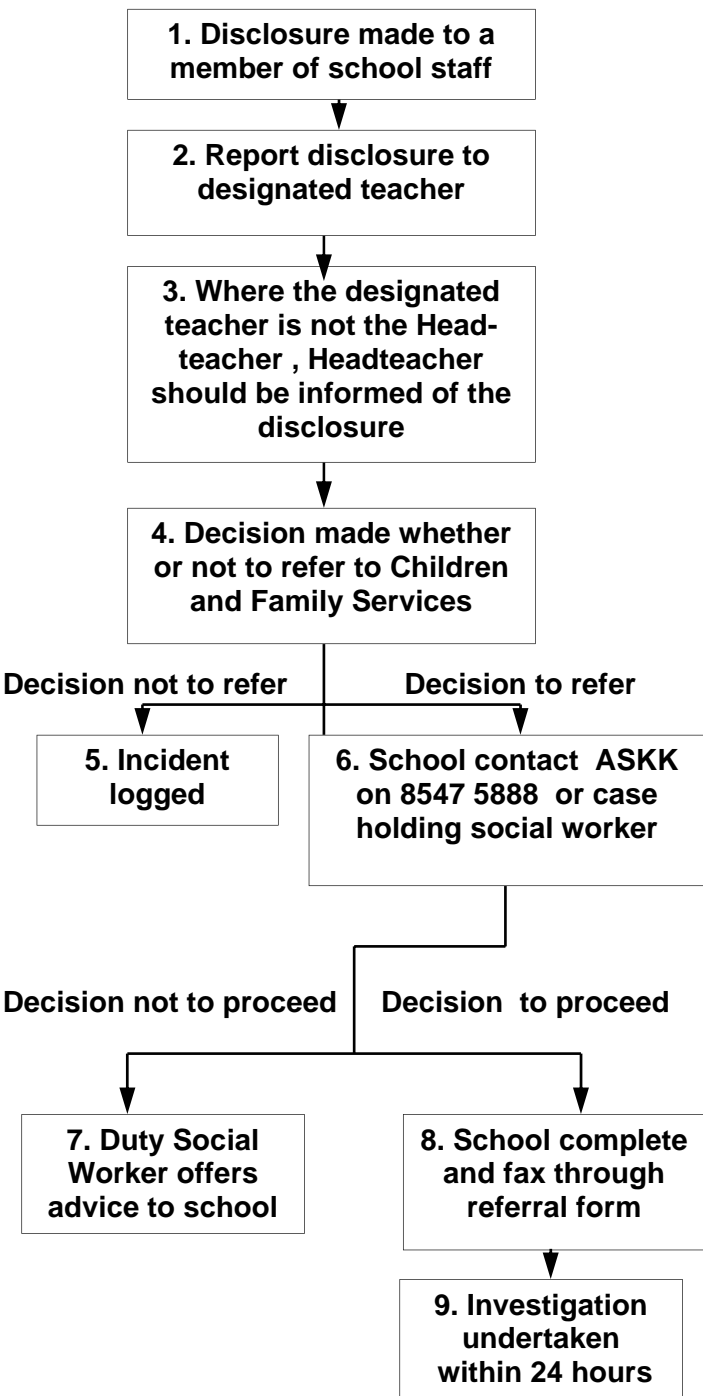 1. Disclosure made to a
member of school staff
2. Report disclosure to
designated teacher
3. Where the designated
teacher is not the Head-
teacher , Headteacher
should be informed of the
disclosure
4. Decision made whether
or not to refer to Children
and Family Services
Decision not to refer
Decision to refer
5. Incident
logged
6. School contact  ASKK
on 8547 5888  or case
holding social worker
Decision not to proceed
Decision  to proceed
7. Duty Social
Worker offers
advice to school
8. School complete
and fax through
referral form
9. Investigation
undertaken
within 24 hours